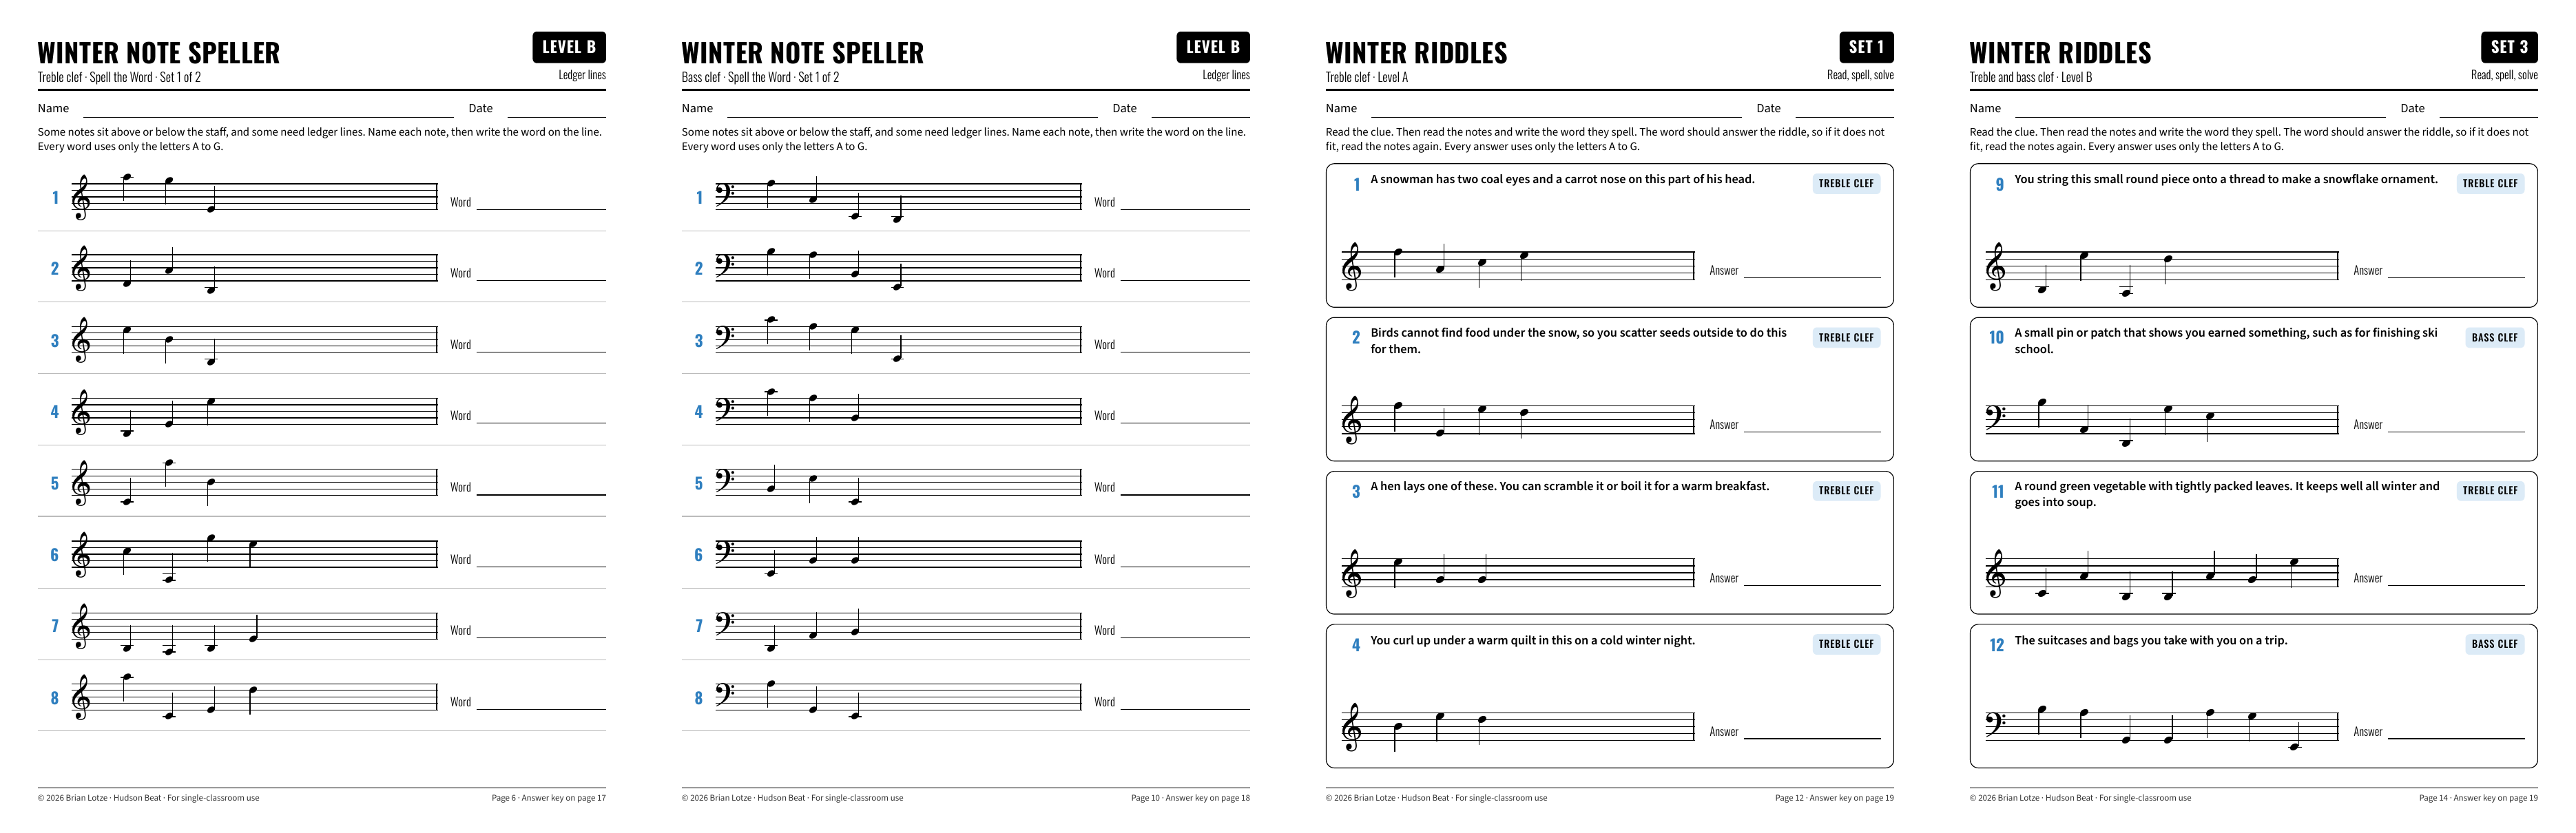 WINTER NOTE SPELLER
LEVEL B
Treble clef · Spell the Word · Set 1 of 2
Ledger lines
Name
Date
Some notes sit above or below the staff, and some need ledger lines. Name each note, then write the word on the line.
Every word uses only the letters A to G.
1
Word
2
Word
3
Word
4
Word
5
Word
6
Word
7
Word
8
Word
© 2026 Brian Lotze · Hudson Beat · For single-classroom use
Page 6 · Answer key on page 17
WINTER NOTE SPELLER
LEVEL B
Bass clef · Spell the Word · Set 1 of 2
Ledger lines
Name
Date
Some notes sit above or below the staff, and some need ledger lines. Name each note, then write the word on the line.
Every word uses only the letters A to G.
1
Word
2
Word
3
Word
4
Word
5
Word
6
Word
7
Word
8
Word
© 2026 Brian Lotze · Hudson Beat · For single-classroom use
Page 10 · Answer key on page 18
WINTER RIDDLES
SET 1
Treble clef · Level A
Read, spell, solve
Name
Date
Read the clue. Then read the notes and write the word they spell. The word should answer the riddle, so if it does not
fit, read the notes again. Every answer uses only the letters A to G.
1 A snowman has two coal eyes and a carrot nose on this part of his head.
TREBLE CLEF
Answer
2 Birds cannot find food under the snow, so you scatter seeds outside to do this
for them.
TREBLE CLEF
Answer
3 A hen lays one of these. You can scramble it or boil it for a warm breakfast.
TREBLE CLEF
Answer
4 You curl up under a warm quilt in this on a cold winter night.
TREBLE CLEF
Answer
© 2026 Brian Lotze · Hudson Beat · For single-classroom use
Page 12 · Answer key on page 19
WINTER RIDDLES
SET 3
Treble and bass clef · Level B
Read, spell, solve
Name
Date
Read the clue. Then read the notes and write the word they spell. The word should answer the riddle, so if it does not
fit, read the notes again. Every answer uses only the letters A to G.
9 You string this small round piece onto a thread to make a snowflake ornament.
TREBLE CLEF
Answer
10 A small pin or patch that shows you earned something, such as for finishing ski
school.
BASS CLEF
Answer
11 A round green vegetable with tightly packed leaves. It keeps well all winter and
goes into soup.
TREBLE CLEF
Answer
12 The suitcases and bags you take with you on a trip.
BASS CLEF
Answer
© 2026 Brian Lotze · Hudson Beat · For single-classroom use
Page 14 · Answer key on page 19